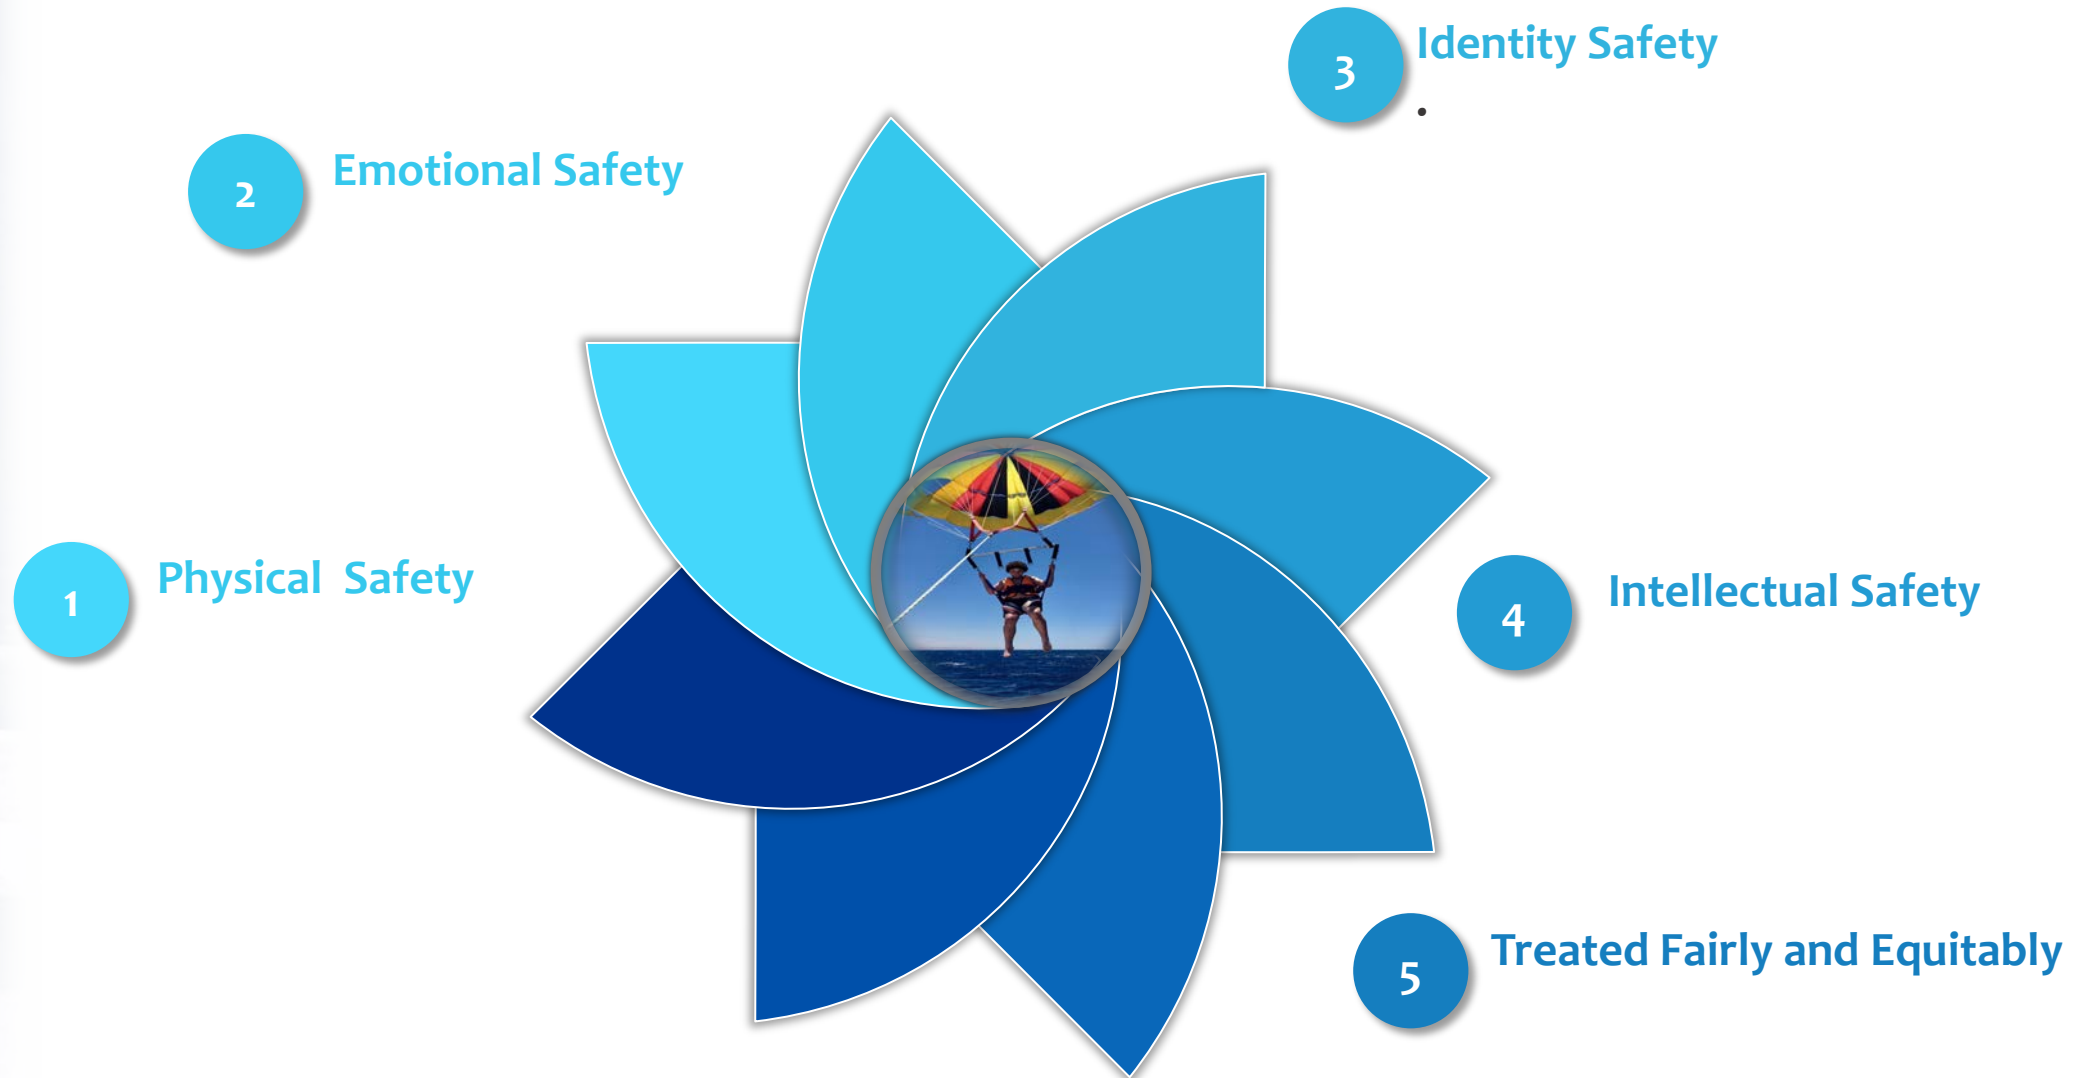 1
Physical  Safety
2
Emotional Safety
3
Identity Safety
.
4
Intellectual Safety
5
Treated Fairly and Equitably